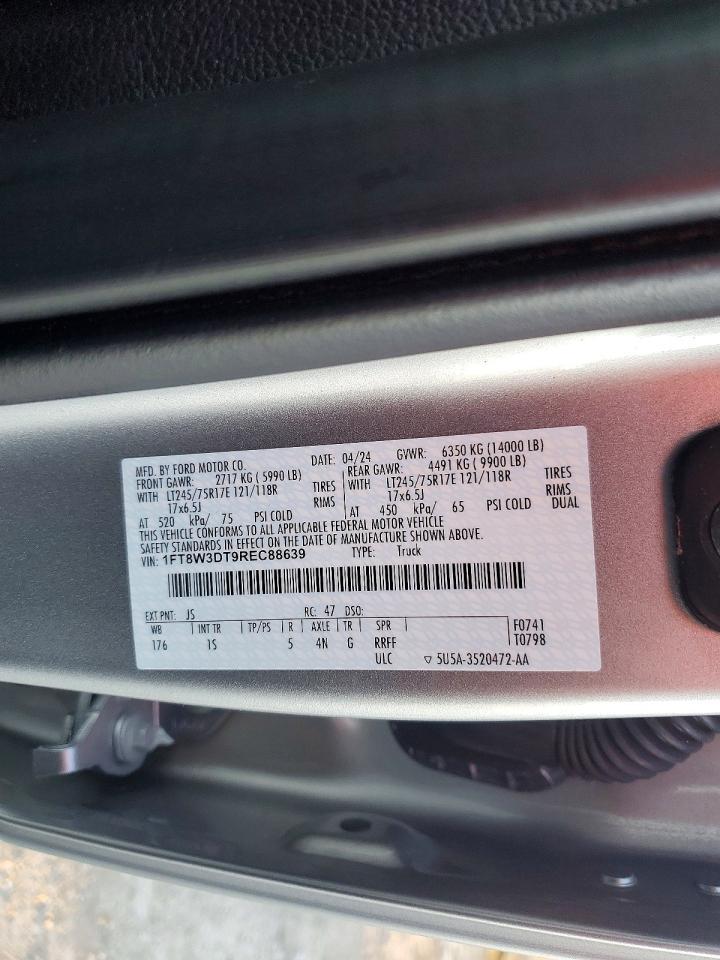 MFD. BY FORD MOTOR CO. DATE: 04/24 GVWR: 6350 KG (14000 LB)
FRONT GAWR: 2717 KG ( 5990 LB) REAR GAWR: 4491 KG ( 9900 LB)
WITH LT245/75R17E 121/118R TIRES WITH LT245/75R17E 121/118R TIRES
17x6.5J RIMS 17x6.5J RIMS
AT 520 kPa/ 75 PSI COLD AT 450 kPa/ 65 PSI COLD DUAL
THIS VEHICLE CONFORMS TO ALL APPLICABLE FEDERAL MOTOR VEHICLE
SAFETY STANDARDS IN EFFECT ON THE DATE OF MANUFACTURE SHOWN ABOVE.
VIN: 1FT8W3DT9REC88639 TYPE: Truck
EXT PNT: JS RC: 47 DSO:
WB INT TR TP/PS R AXLE TR SPR F0741
176 1S 5 4N G RRFF T0798
ULC ▽ 5U5A-3520472-AA